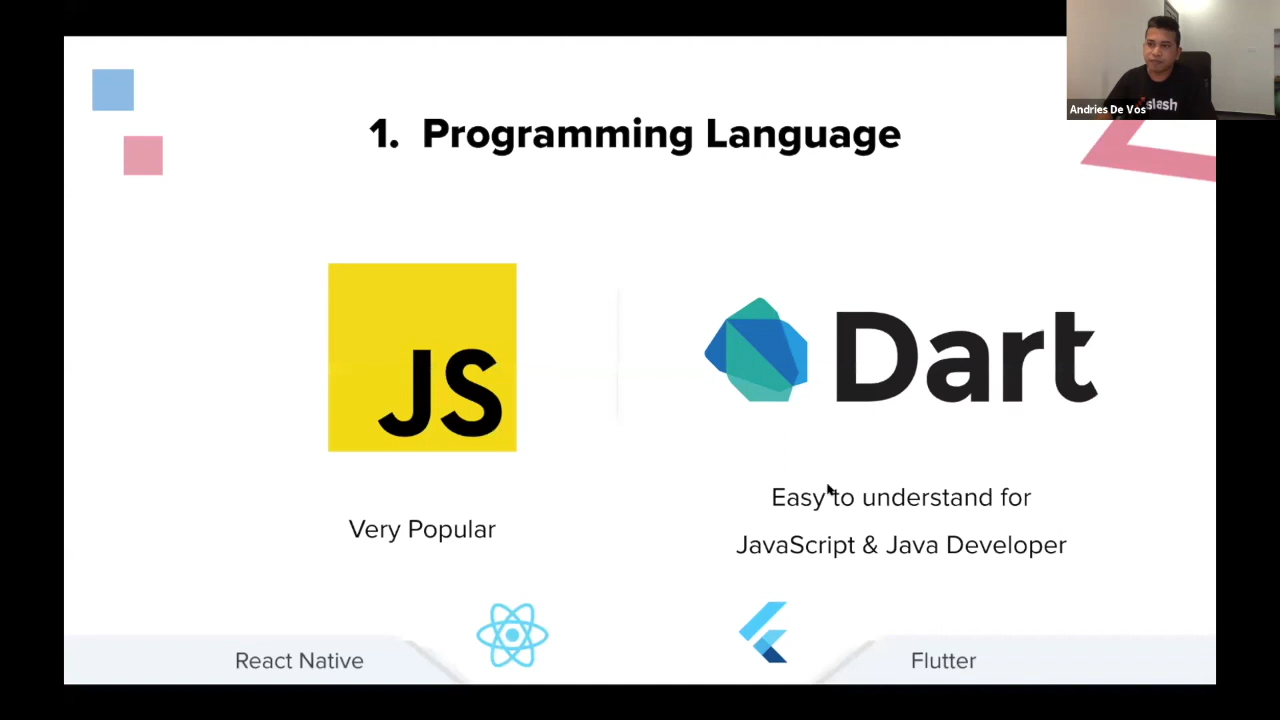 Andries De Vos
slash
1. Programming Language
JS
Dart
Very Popular
Easy to understand for
JavaScript & Java Developer
React Native
Flutter